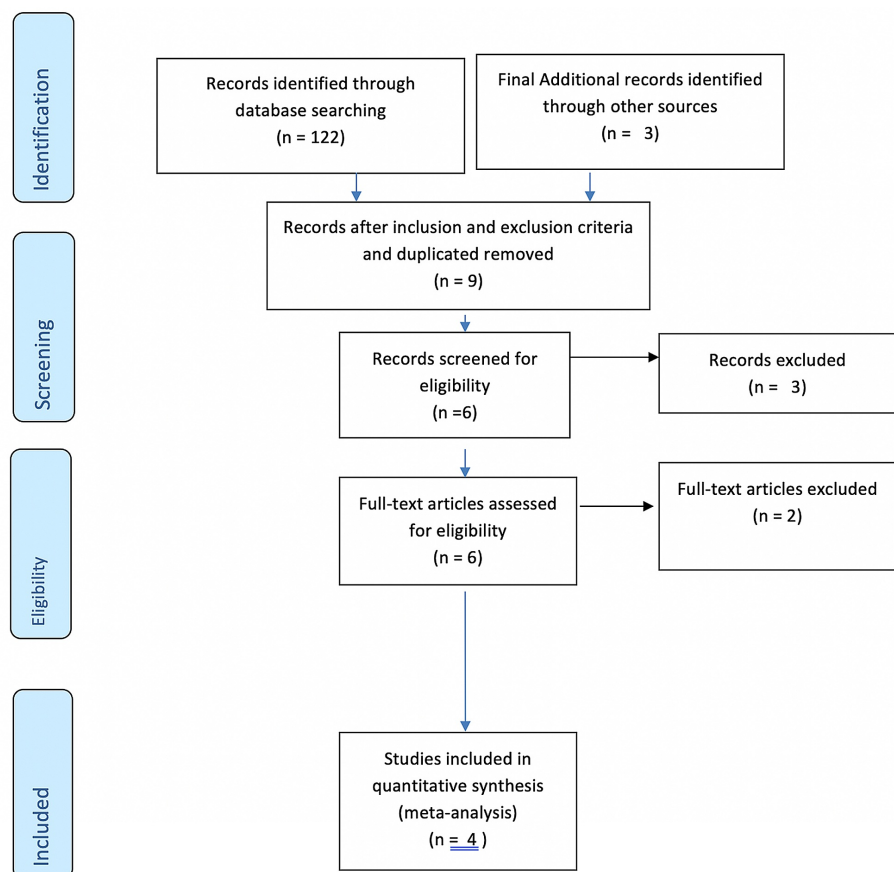 Identification
Records identified through
database searching
(n = 122)
Final Additional records identified
through other sources
(n = 3)
Records after inclusion and exclusion criteria
and duplicated removed
(n = 9)
Screening
Records screened for
eligibility
(n =6)
Records excluded
(n = 3)
Eligibility
Full-text articles assessed
for eligibility
(n = 6)
Full-text articles excluded
(n = 2)
Included
Studies included in
quantitative synthesis
(meta-analysis)
(n = 4 )